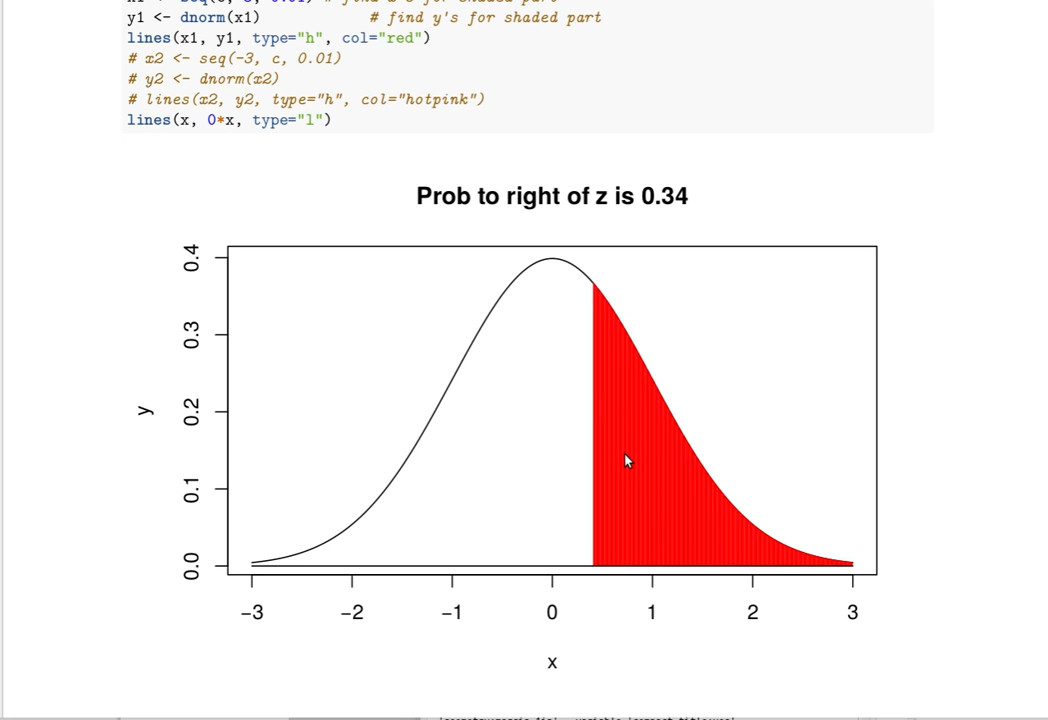 y1 <- dnorm(x1) # find y's for shaded part
lines(x1, y1, type="h", col="red")
# x2 <- seq(-3, c, 0.01)
# y2 <- dnorm(x2)
# lines(x2, y2, type="h", col="hotpink")
lines(x, 0*x, type="l")
Prob to right of z is 0.34
0.4
0.3
0.2
0.1
0.0
y
−3 −2 −1 0 1 2 3
x